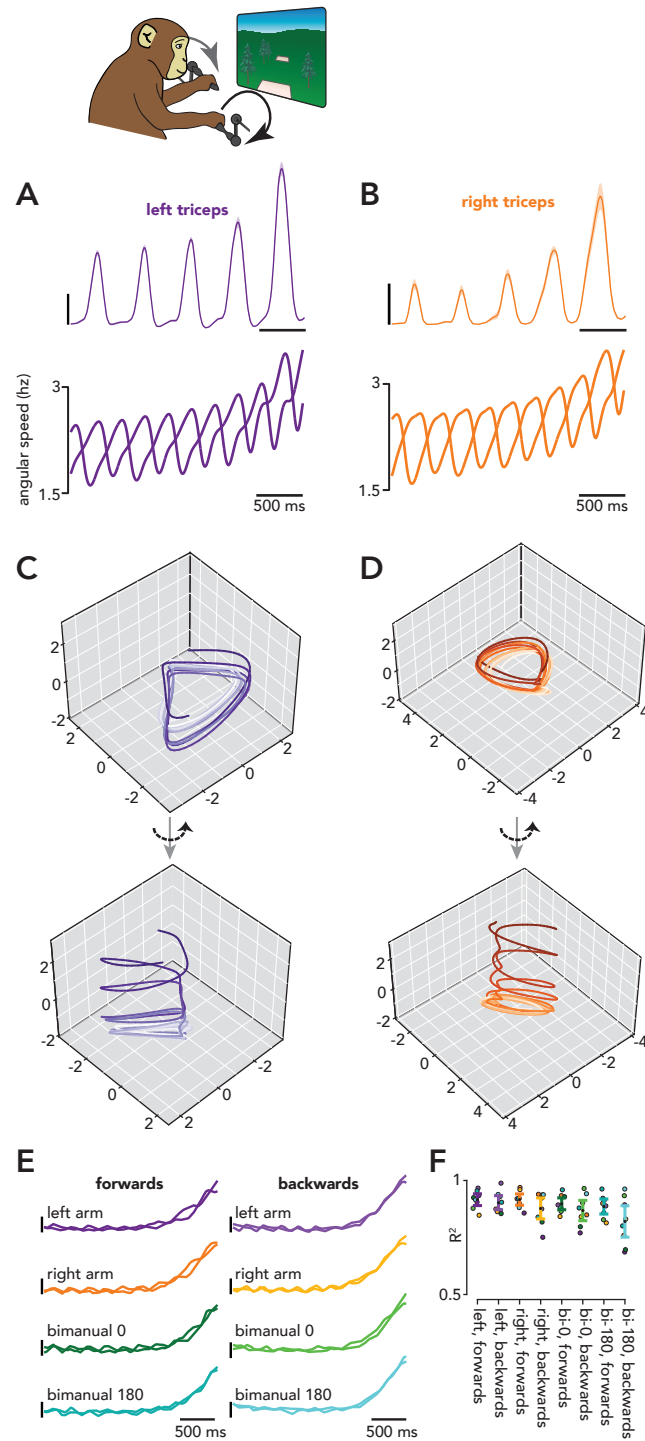 A
B
left triceps
right triceps
angular speed (hz)
3
1.5
500 ms
3
1.5
500 ms
C
D
2
0
-2
2
0
-2
-2
0
2
2
0
-2
4
2
0
-2
-4
-4
-2
0
2
4
2
0
-2
-2
0
2
2
0
-2
2
0
-2
-4
-2
0
2
4
4
2
0
-2
-4
E
F
forwards
backwards
left arm
left arm
right arm
right arm
bimanual 0
bimanual 0
bimanual 180
bimanual 180
500 ms
500 ms
R²
1
0.5
left, forwards
left, backwards
right, forwards
right, backwards
bi-0, forwards
bi-0, backwards
bi-180, forwards
bi-180, backwards